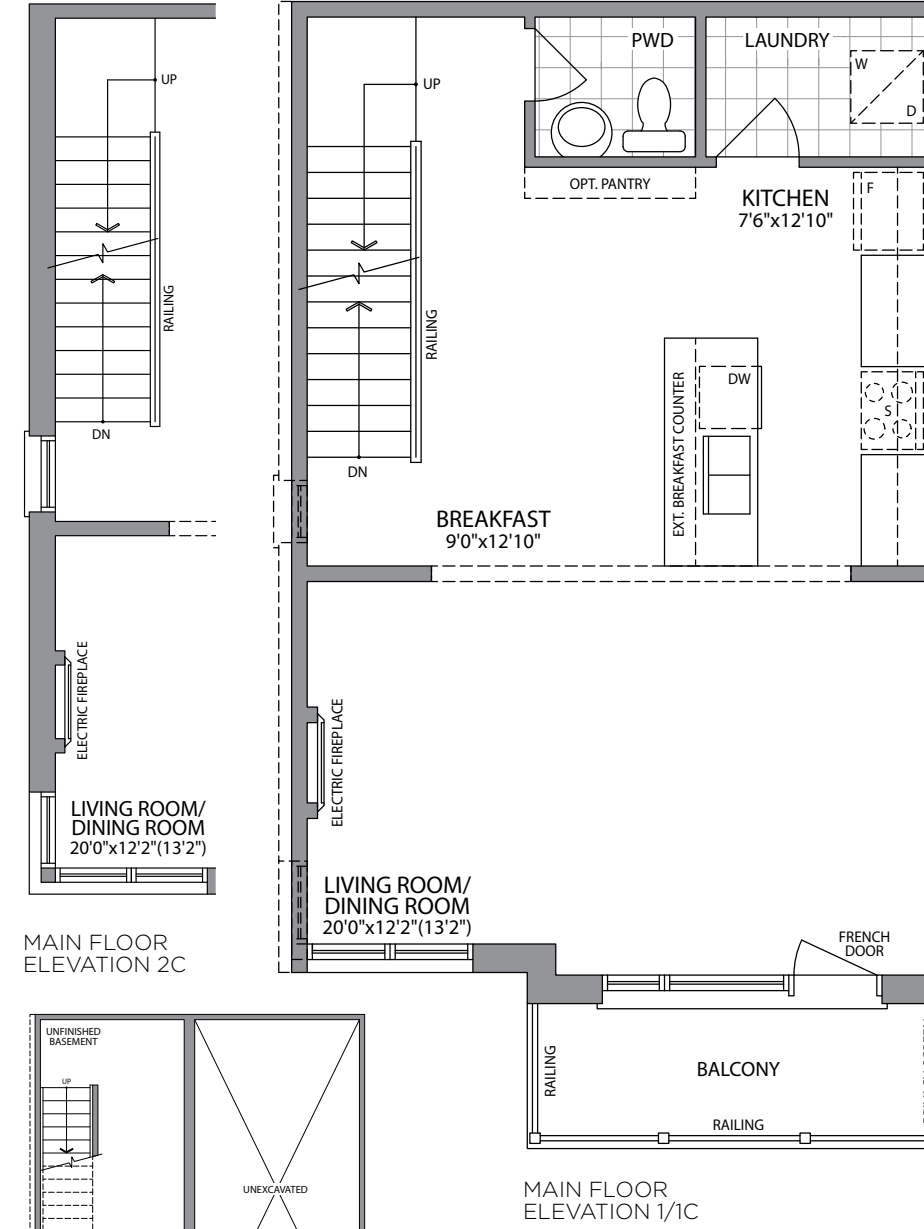 UP
RAILING
DN
ELECTRIC FIREPLACE
LIVING ROOM/
DINING ROOM
20'0"x12'2"(13'2")
MAIN FLOOR
ELEVATION 2C
PWD
LAUNDRY
W
D
UP
OPT. PANTRY
KITCHEN
7'6"x12'10"
F
RAILING
DN
EXT. BREAKFAST COUNTER
DW
S
BREAKFAST
9'0"x12'10"
ELECTRIC FIREPLACE
LIVING ROOM/
DINING ROOM
20'0"x12'2"(13'2")
FRENCH
DOOR
RAILING
BALCONY
RAILING
MAIN FLOOR
ELEVATION 1/1C
UNFINISHED
BASEMENT
UP
UNEXCAVATED